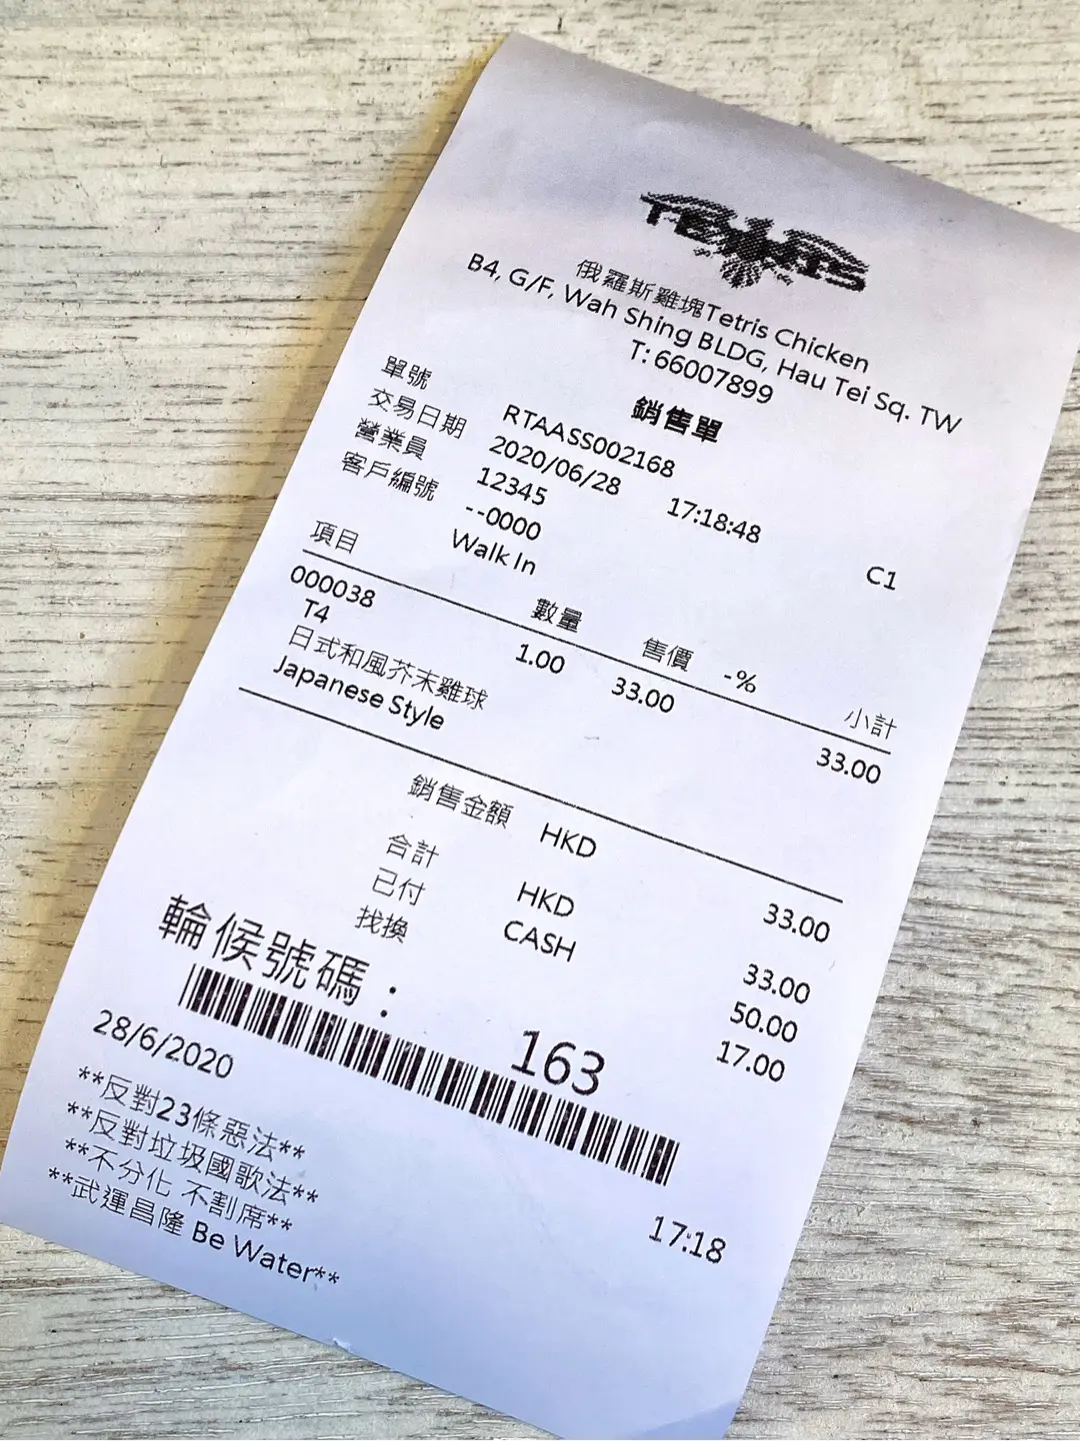 TETRIS
俄羅斯雞塊Tetris Chicken
B4, G/F, Wah Shing BLDG, Hau Tei Sq. TW
T: 66007899
銷售單
單號 RTAASS002168
交易日期 2020/06/28 17:18:48
營業員 12345 C1
客戶編號 --0000
Walk In
項目 數量 售價 -% 小計
000038 1.00 33.00 33.00
T4
日式和風芥末雞球
Japanese Style
銷售金額 HKD 33.00
合計 HKD 33.00
已付 CASH 50.00
找換 17.00
輪候號碼： 163
28/6/2020 17:18
**反對23條惡法**
**反對垃圾國歌法**
**不分化 不割席**
**武運昌隆 Be Water**